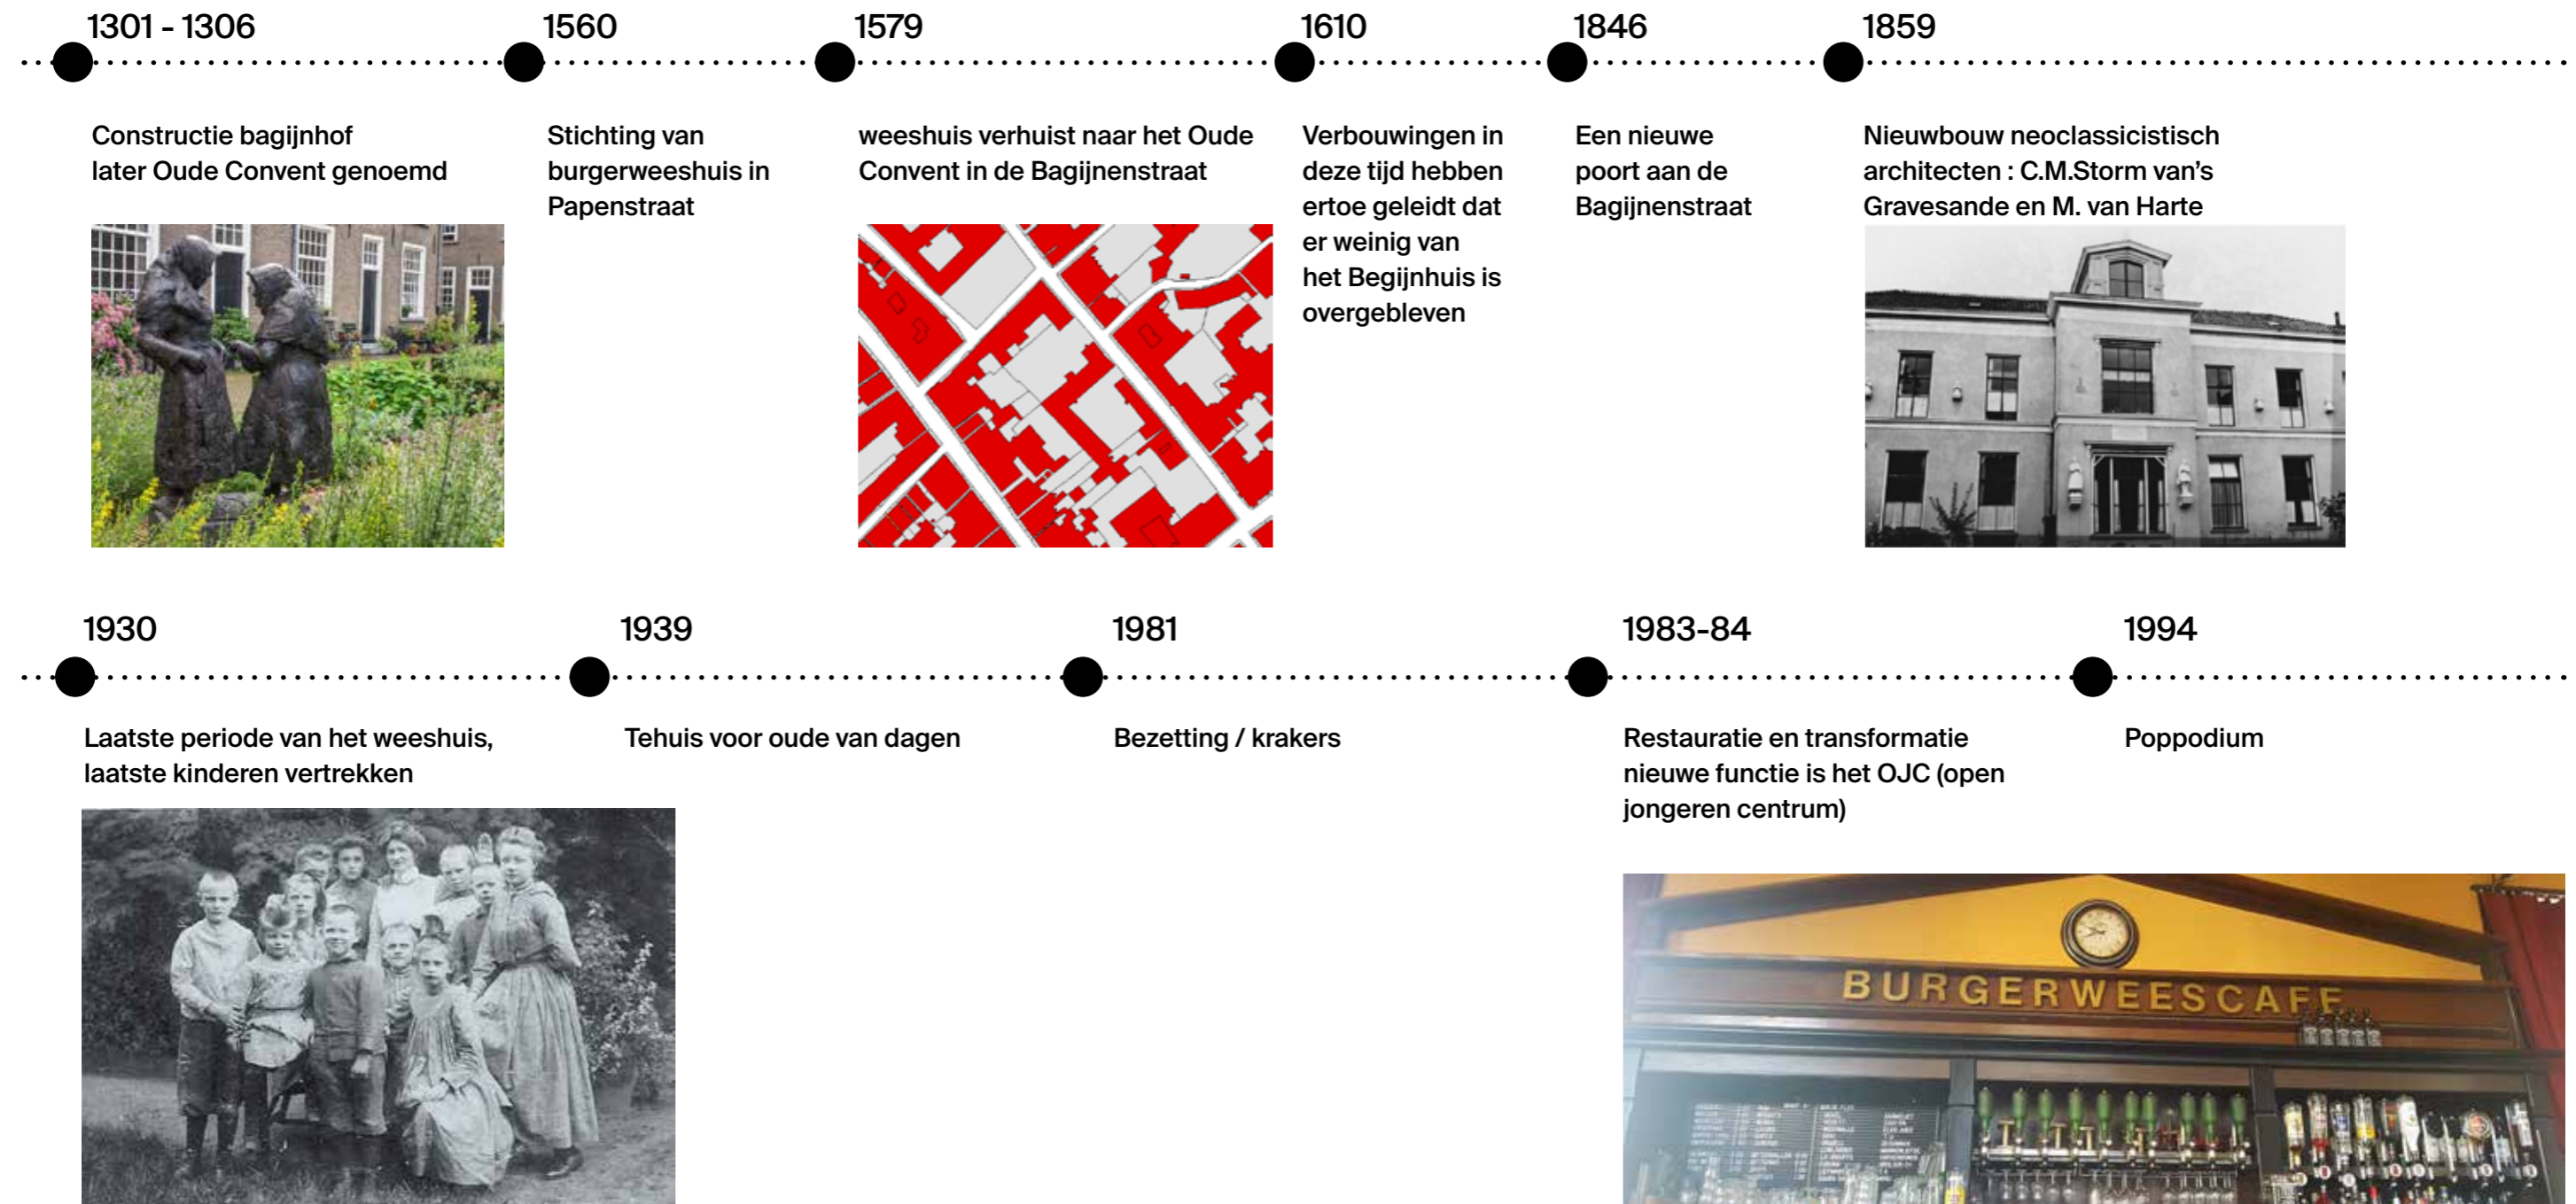 1301 - 1306
1560
1579
1610
1846
1859
Constructie bagijnhof
later Oude Convent genoemd
Stichting van
burgerweeshuis in
Papenstraat
weeshuis verhuist naar het Oude
Convent in de Bagijnenstraat
Verbouwingen in
deze tijd hebben
ertoe geleidt dat
er weinig van
het Begijnhuis is
overgebleven
Een nieuwe
poort aan de
Bagijnenstraat
Nieuwbouw neoclassicistisch
architecten : C.M.Storm van's
Gravesande en M. van Harte
1930
1939
1981
1983-84
1994
Laatste periode van het weeshuis,
laatste kinderen vertrekken
Tehuis voor oude van dagen
Bezetting / krakers
Restauratie en transformatie
nieuwe functie is het OJC (open
jongeren centrum)
Poppodium
BURGERWEESCAFE